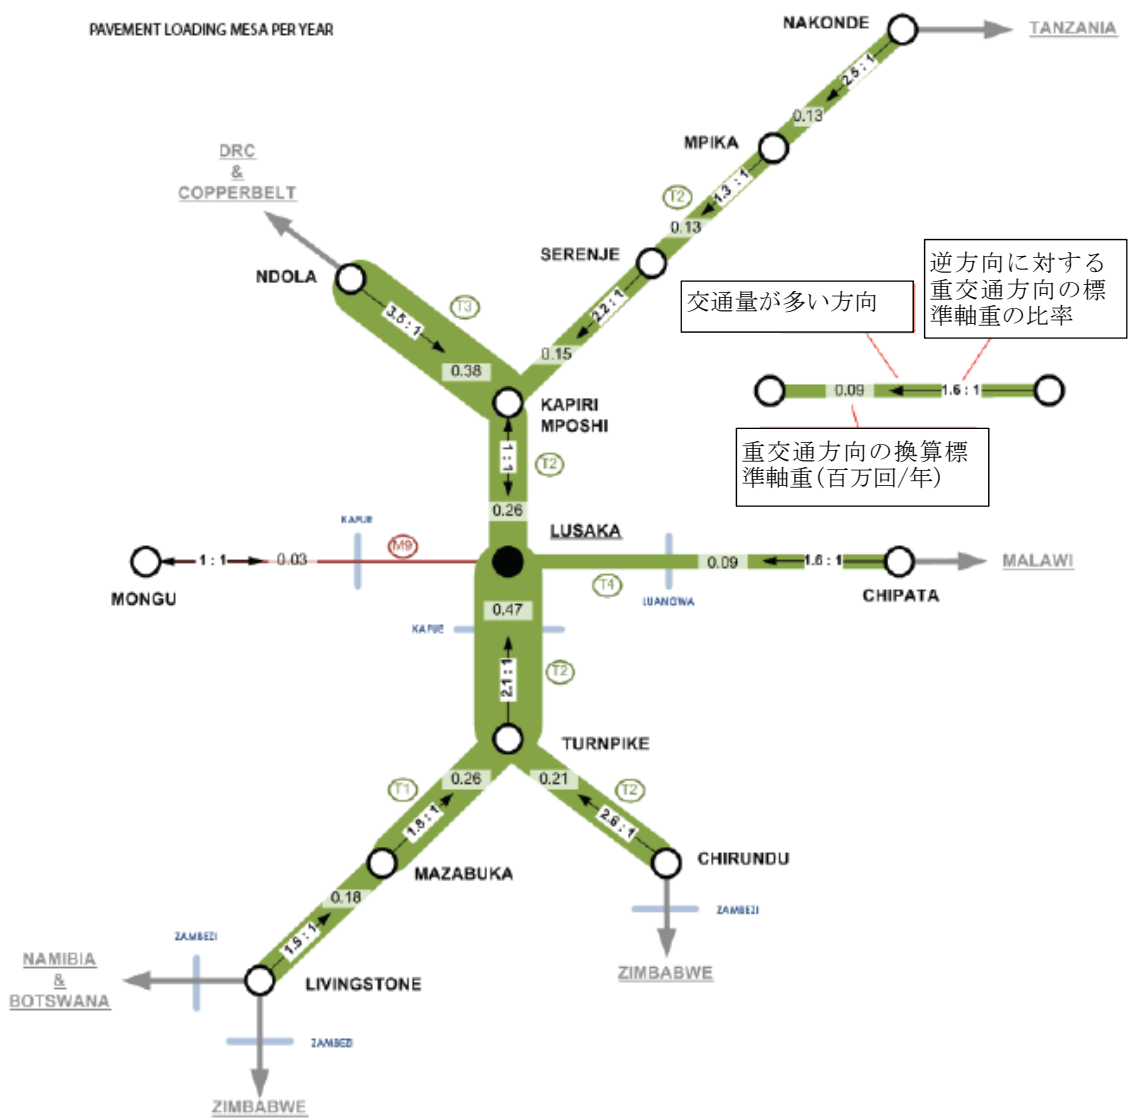 PAVEMENT LOADING MESA PER YEAR
NAKONDE
TANZANIA
2.5 : 1
0.13
MPIKA
DRC
&
COPPERBELT
1.3 : 1
T2
0.13
SERENJE
NDOLA
逆方向に対する
重交通方向の標
準軸重の比率
交通量が多い方向
3.5 : 1
T3
2.2 : 1
0.15
0.38
0.09
1.6 : 1
KAPIRI
MPOSHI
重交通方向の換算標
準軸重(百万回/年)
1 : 1
T2
0.26
KAFUE
LUSAKA
M9
1 : 1
0.03
0.09
1.6 : 1
MALAWI
MONGU
T4
LUANGWA
CHIPATA
0.47
KAFUE
2.1 : 1
T2
TURNPIKE
0.26
0.21
T1
T2
1.8 : 1
2.6 : 1
MAZABUKA
CHIRUNDU
0.18
ZAMBEZI
ZAMBEZI
NAMIBIA
&
BOTSWANA
LIVINGSTONE
ZIMBABWE
ZAMBEZI
ZIMBABWE